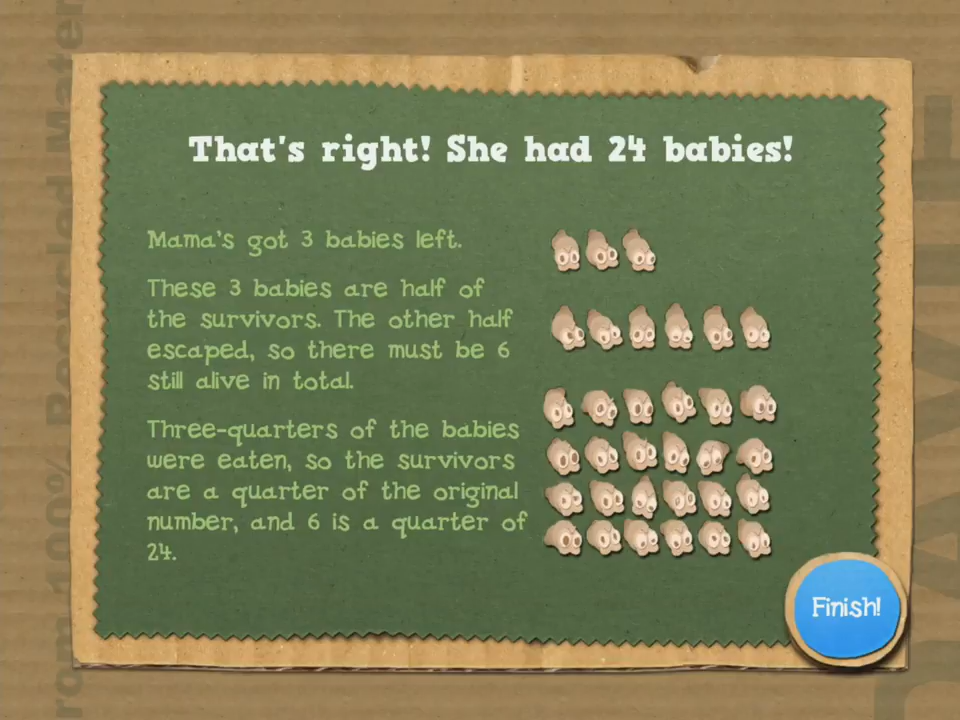 That's right! She had 24 babies!
Mama's got 3 babies left.
These 3 babies are half of
the survivors. The other half
escaped, so there must be 6
still alive in total.
Three-quarters of the babies
were eaten, so the survivors
are a quarter of the original
number, and 6 is a quarter of
24.
Finish!